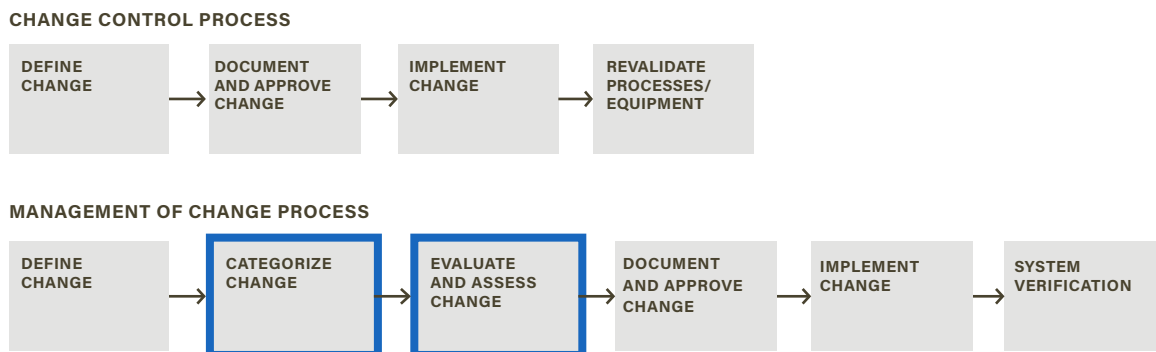 CHANGE CONTROL PROCESS
DEFINE
CHANGE
DOCUMENT
AND APPROVE
CHANGE
IMPLEMENT
CHANGE
REVALIDATE
PROCESSES/
EQUIPMENT
MANAGEMENT OF CHANGE PROCESS
DEFINE
CHANGE
CATEGORIZE
CHANGE
EVALUATE
AND ASSESS
CHANGE
DOCUMENT
AND APPROVE
CHANGE
IMPLEMENT
CHANGE
SYSTEM
VERIFICATION